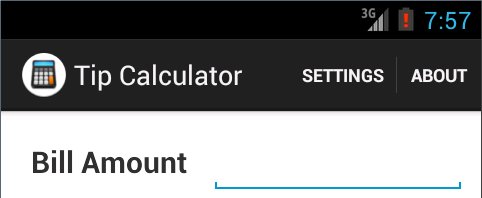 3G 7:57
Tip Calculator SETTINGS ABOUT
Bill Amount